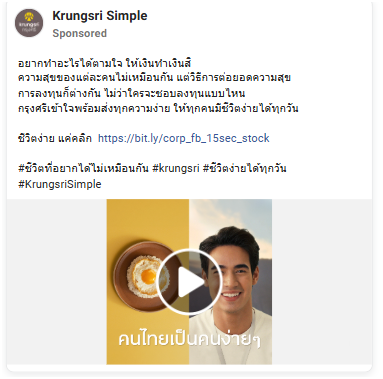 Krungsri Simple
Sponsored
อยากทำอะไรได้ตามใจ ให้เงินทำเงินสิ
ความสุขของแต่ละคนไม่เหมือนกัน แต่วิธีการต่อยอดความสุข
การลงทุนก็ต่างกัน ไม่ว่าใครจะชอบลงทุนแบบไหน
กรุงศรีเข้าใจพร้อมส่งทุกความง่าย ให้ทุกคนมีชีวิตง่ายได้ทุกวัน
ชีวิตง่าย แค่คลิก https://bit.ly/corp_fb_15sec_stock
#ชีวิตที่อยากได้ไม่เหมือนกัน #krungsri #ชีวิตง่ายได้ทุกวัน
#KrungsriSimple
คนไทยเป็นคนง่ายๆ